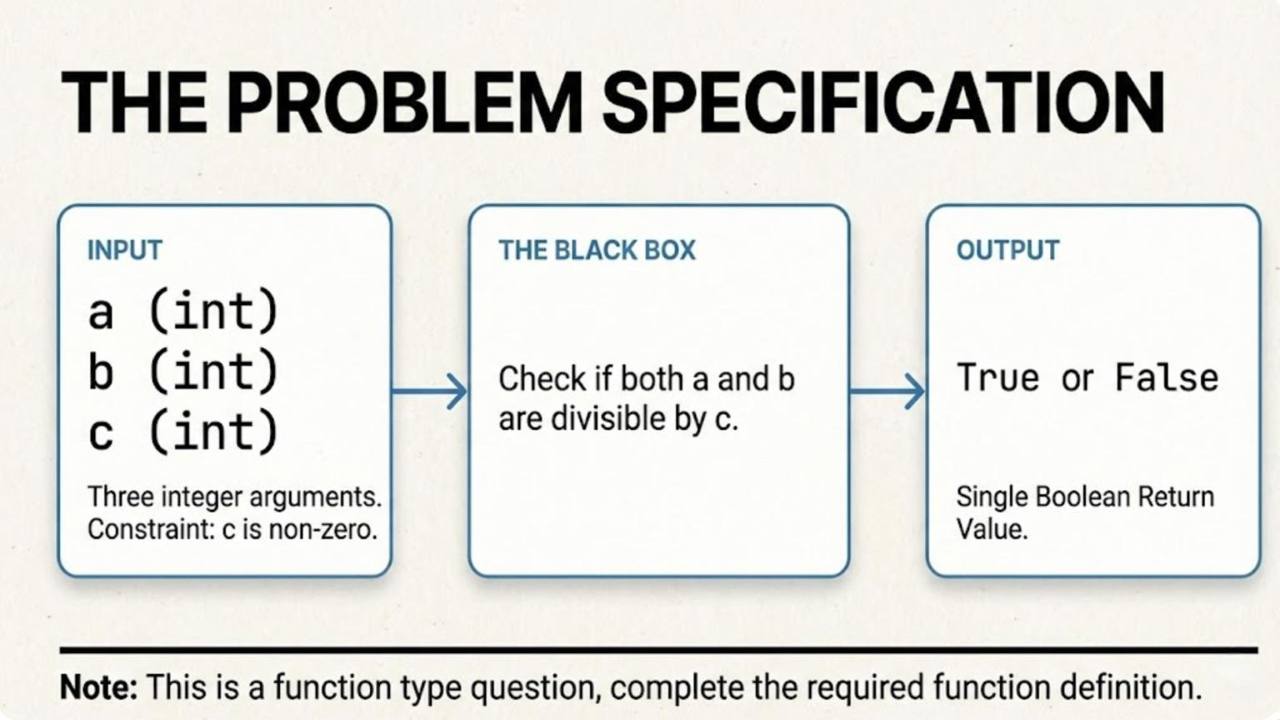 THE PROBLEM SPECIFICATION
INPUT
a (int)
b (int)
c (int)
Three integer arguments.
Constraint: c is non-zero.
THE BLACK BOX
Check if both a and b
are divisible by c.
OUTPUT
True or False
Single Boolean Return
Value.
Note: This is a function type question, complete the required function definition.